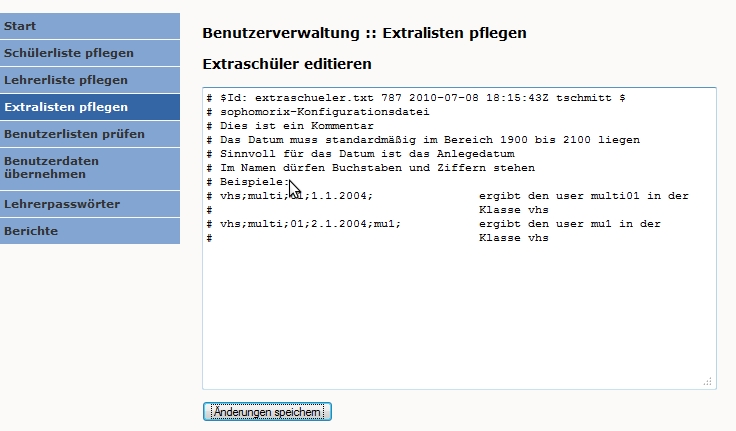 Start
Schülerliste pflegen
Lehrerliste pflegen
Extralisten pflegen
Benutzerlisten prüfen
Benutzerdaten
übernehmen
Lehrerpasswörter
Berichte
Benutzerverwaltung :: Extralisten pflegen
Extraschüler editieren
# $Id: extraschueler.txt 787 2010-07-08 18:15:43Z tschmitt $
# sophomorix-Konfigurationsdatei
# Dies ist ein Kommentar
# Das Datum muss standardmäßig im Bereich 1900 bis 2100 liegen
# Sinnvoll für das Datum ist das Anlegedatum
# Im Namen dürfen Buchstaben und Ziffern stehen
# Beispiele:
# vhs;multi;01;1.1.2004; ergibt den user multi01 in der
# Klasse vhs
# vhs;multi;01;2.1.2004;mu1; ergibt den user mu1 in der
# Klasse vhs
Änderungen speichern